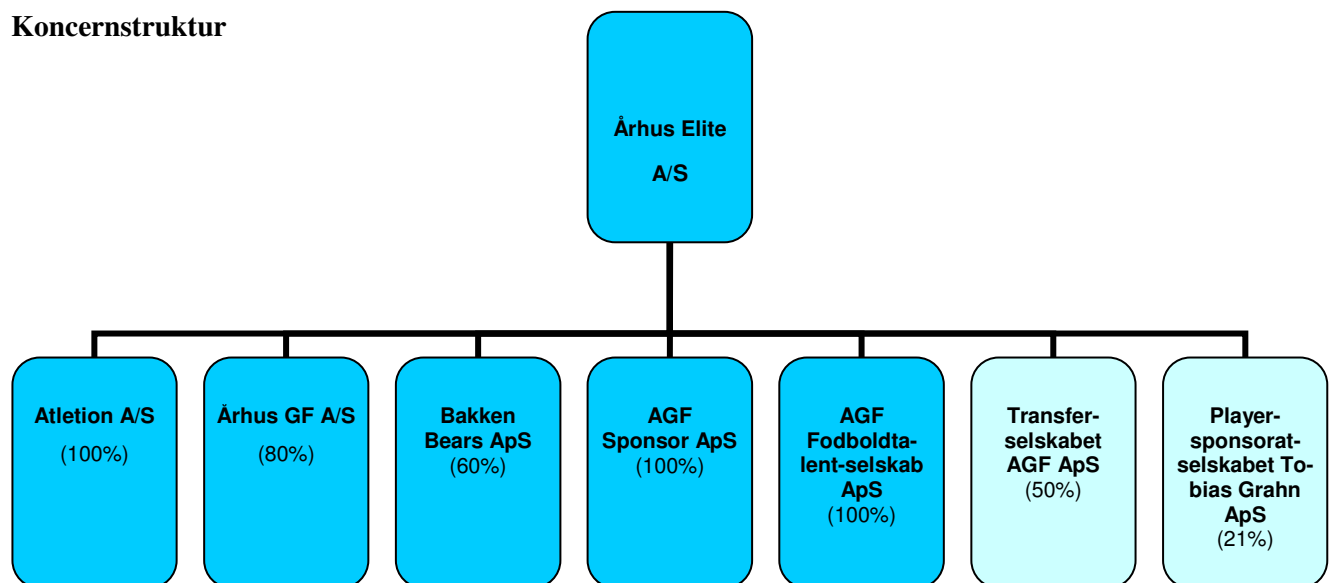 Koncernstruktur
Århus Elite
A/S
Atletion A/S
(100%)
Århus GF A/S
(80%)
Bakken
Bears ApS
(60%)
AGF
Sponsor ApS
(100%)
AGF
Fodboldta-
lent-selskab
ApS
(100%)
Transfer-
selskabet
AGF ApS
(50%)
Player-
sponsorat-
selskabet To-
bias Grahn
ApS
(21%)